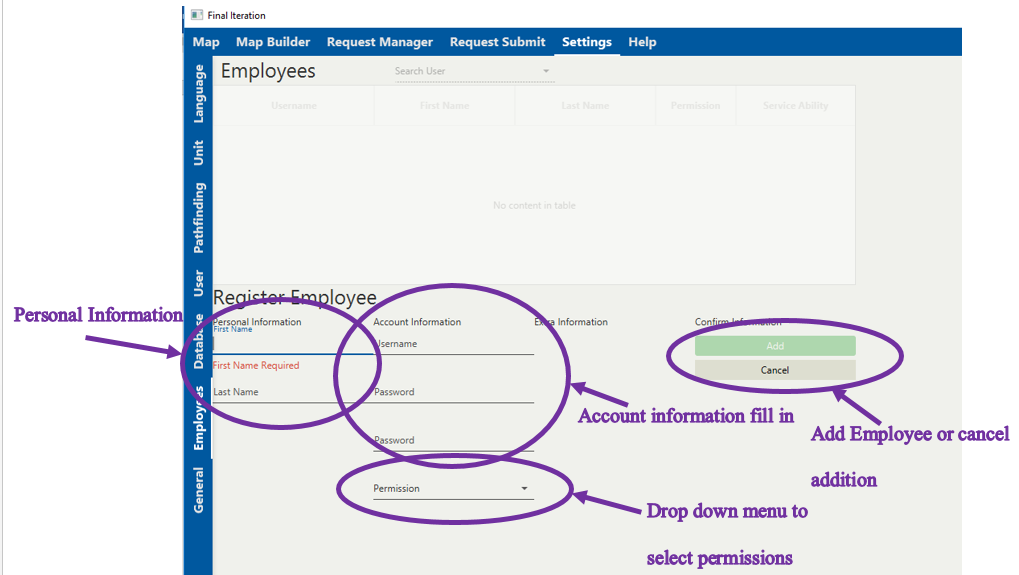 Final Iteration
Map Map Builder Request Manager Request Submit Settings Help
Language
Unit
Pathfinding
User
Database
Employees
General
Employees
Search User
Username First Name Last Name Permission Service Ability
No content in table
Register Employee
Personal Information Account Information Extra Information Confirm Information
First Name
Username
Add
First Name Required
Cancel
Last Name
Password
Password
Permission
Personal Information
Account information fill in
Add Employee or cancel
addition
Drop down menu to
select permissions